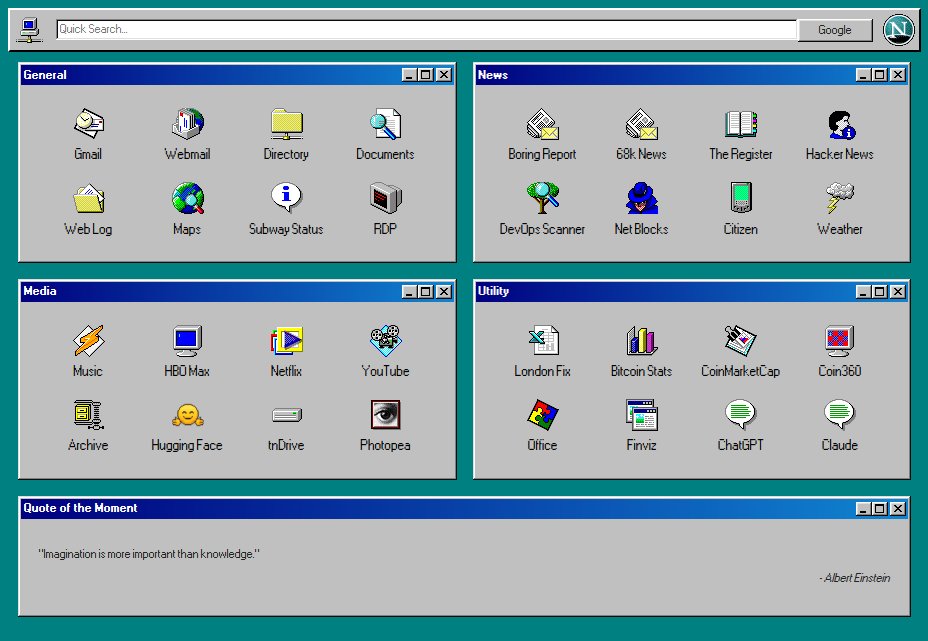 Quick Search...
Google
N
General
Gmail Webmail Directory Documents
Web Log Maps Subway Status RDP
News
Boring Report 68k News The Register Hacker News
DevOps Scanner Net Blocks Citizen Weather
Media
Music HBO Max Netflix YouTube
Archive Hugging Face tnDrive Photopea
Utility
London Fix Bitcoin Stats CoinMarketCap Coin360
Office Finviz ChatGPT Claude
Quote of the Moment
"Imagination is more important than knowledge."
- Albert Einstein